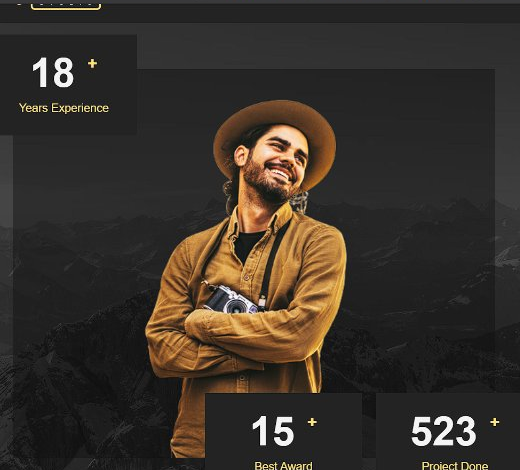 18 +
Years Experience
15 +
523 +
Best Award
Project Done